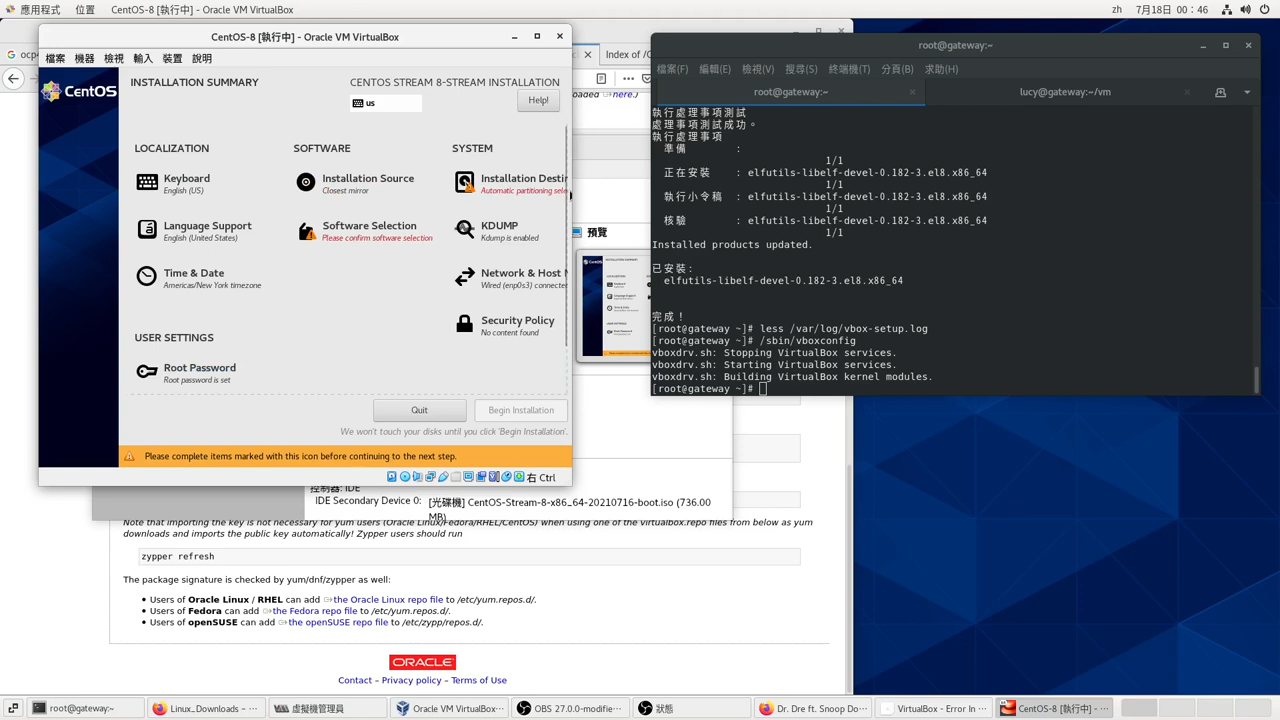 應用程式 位置 CentOS-8 [執行中] - Oracle VM VirtualBox zh 7月18日 00：46
CentOS-8 [執行中] - Oracle VM VirtualBox
檔案 機器 檢視 輸入 裝置 說明
CentOS
INSTALLATION SUMMARY
CENTOS STREAM 8-STREAM INSTALLATION
us
Help!
LOCALIZATION
Keyboard
English (US)
Language Support
English (United States)
Time & Date
Americas/New York timezone
USER SETTINGS
Root Password
Root password is set
SOFTWARE
Installation Source
Closest mirror
Software Selection
Please confirm software selection
SYSTEM
Installation Destin
Automatic partitioning sele
KDUMP
Kdump is enabled
Network & Host
Wired (enp0s3) connecte
Security Policy
No content found
Quit
Begin Installation
We won't touch your disks until you click 'Begin Installation'.
Please complete items marked with this icon before continuing to the next step.
右 Ctrl
ocp4
Index of /
loaded here.)
預覽
控制器: IDE
IDE Secondary Device 0: [光碟機] CentOS-Stream-8-x86_64-20210716-boot.iso (736.00
MB)
Note that importing the key is not necessary for yum users (Oracle Linux/Fedora/RHEL/CentOS) when using one of the virtualbox.repo files from below as yum
downloads and imports the public key automatically! Zypper users should run
zypper refresh
The package signature is checked by yum/dnf/zypper as well:
• Users of Oracle Linux / RHEL can add the Oracle Linux repo file to /etc/yum.repos.d/.
• Users of Fedora can add the Fedora repo file to /etc/yum.repos.d/.
• Users of openSUSE can add the openSUSE repo file to /etc/zypp/repos.d/.
ORACLE
Contact – Privacy policy – Terms of Use
root@gateway:~
檔案(F) 編輯(E) 檢視(V) 搜尋(S) 終端機(T) 分頁(B) 求助(H)
root@gateway:~
lucy@gateway:~/vm
執行處理事項測試
處理事項測試成功。
執行處理事項
準備 :
1/1
正在安裝 : elfutils-libelf-devel-0.182-3.el8.x86_64
1/1
執行小令稿 : elfutils-libelf-devel-0.182-3.el8.x86_64
1/1
核驗 : elfutils-libelf-devel-0.182-3.el8.x86_64
1/1
Installed products updated.
已安裝:
elfutils-libelf-devel-0.182-3.el8.x86_64
完成！
[root@gateway ~]# less /var/log/vbox-setup.log
[root@gateway ~]# /sbin/vboxconfig
vboxdrv.sh: Stopping VirtualBox services.
vboxdrv.sh: Starting VirtualBox services.
vboxdrv.sh: Building VirtualBox kernel modules.
[root@gateway ~]#
root@gateway:~
Linux_Downloads – ...
虛擬機管理員
Oracle VM VirtualBox...
OBS 27.0.0-modifie...
狀態
Dr. Dre ft. Snoop Do...
VirtualBox - Error In ...
CentOS-8 [執行中] - ...